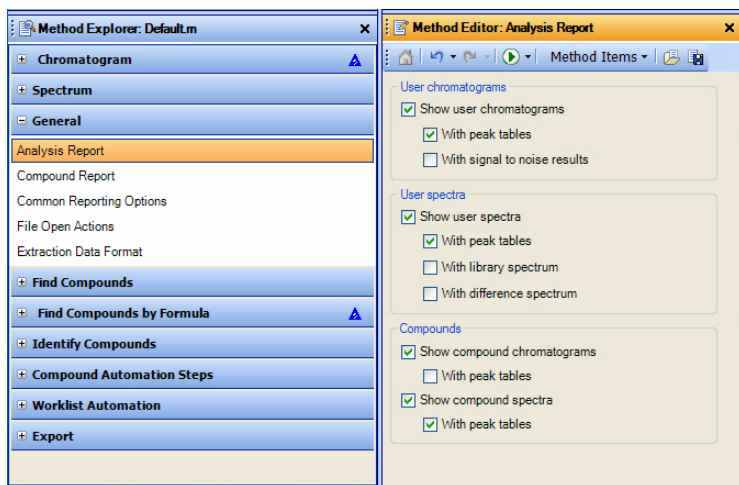 Method Explorer: Default.m
Chromatogram
Spectrum
General
Analysis Report
Compound Report
Common Reporting Options
File Open Actions
Extraction Data Format
Find Compounds
Find Compounds by Formula
Identify Compounds
Compound Automation Steps
Worklist Automation
Export
Method Editor: Analysis Report
Method Items
User chromatograms
Show user chromatograms
With peak tables
With signal to noise results
User spectra
Show user spectra
With peak tables
With library spectrum
With difference spectrum
Compounds
Show compound chromatograms
With peak tables
Show compound spectra
With peak tables